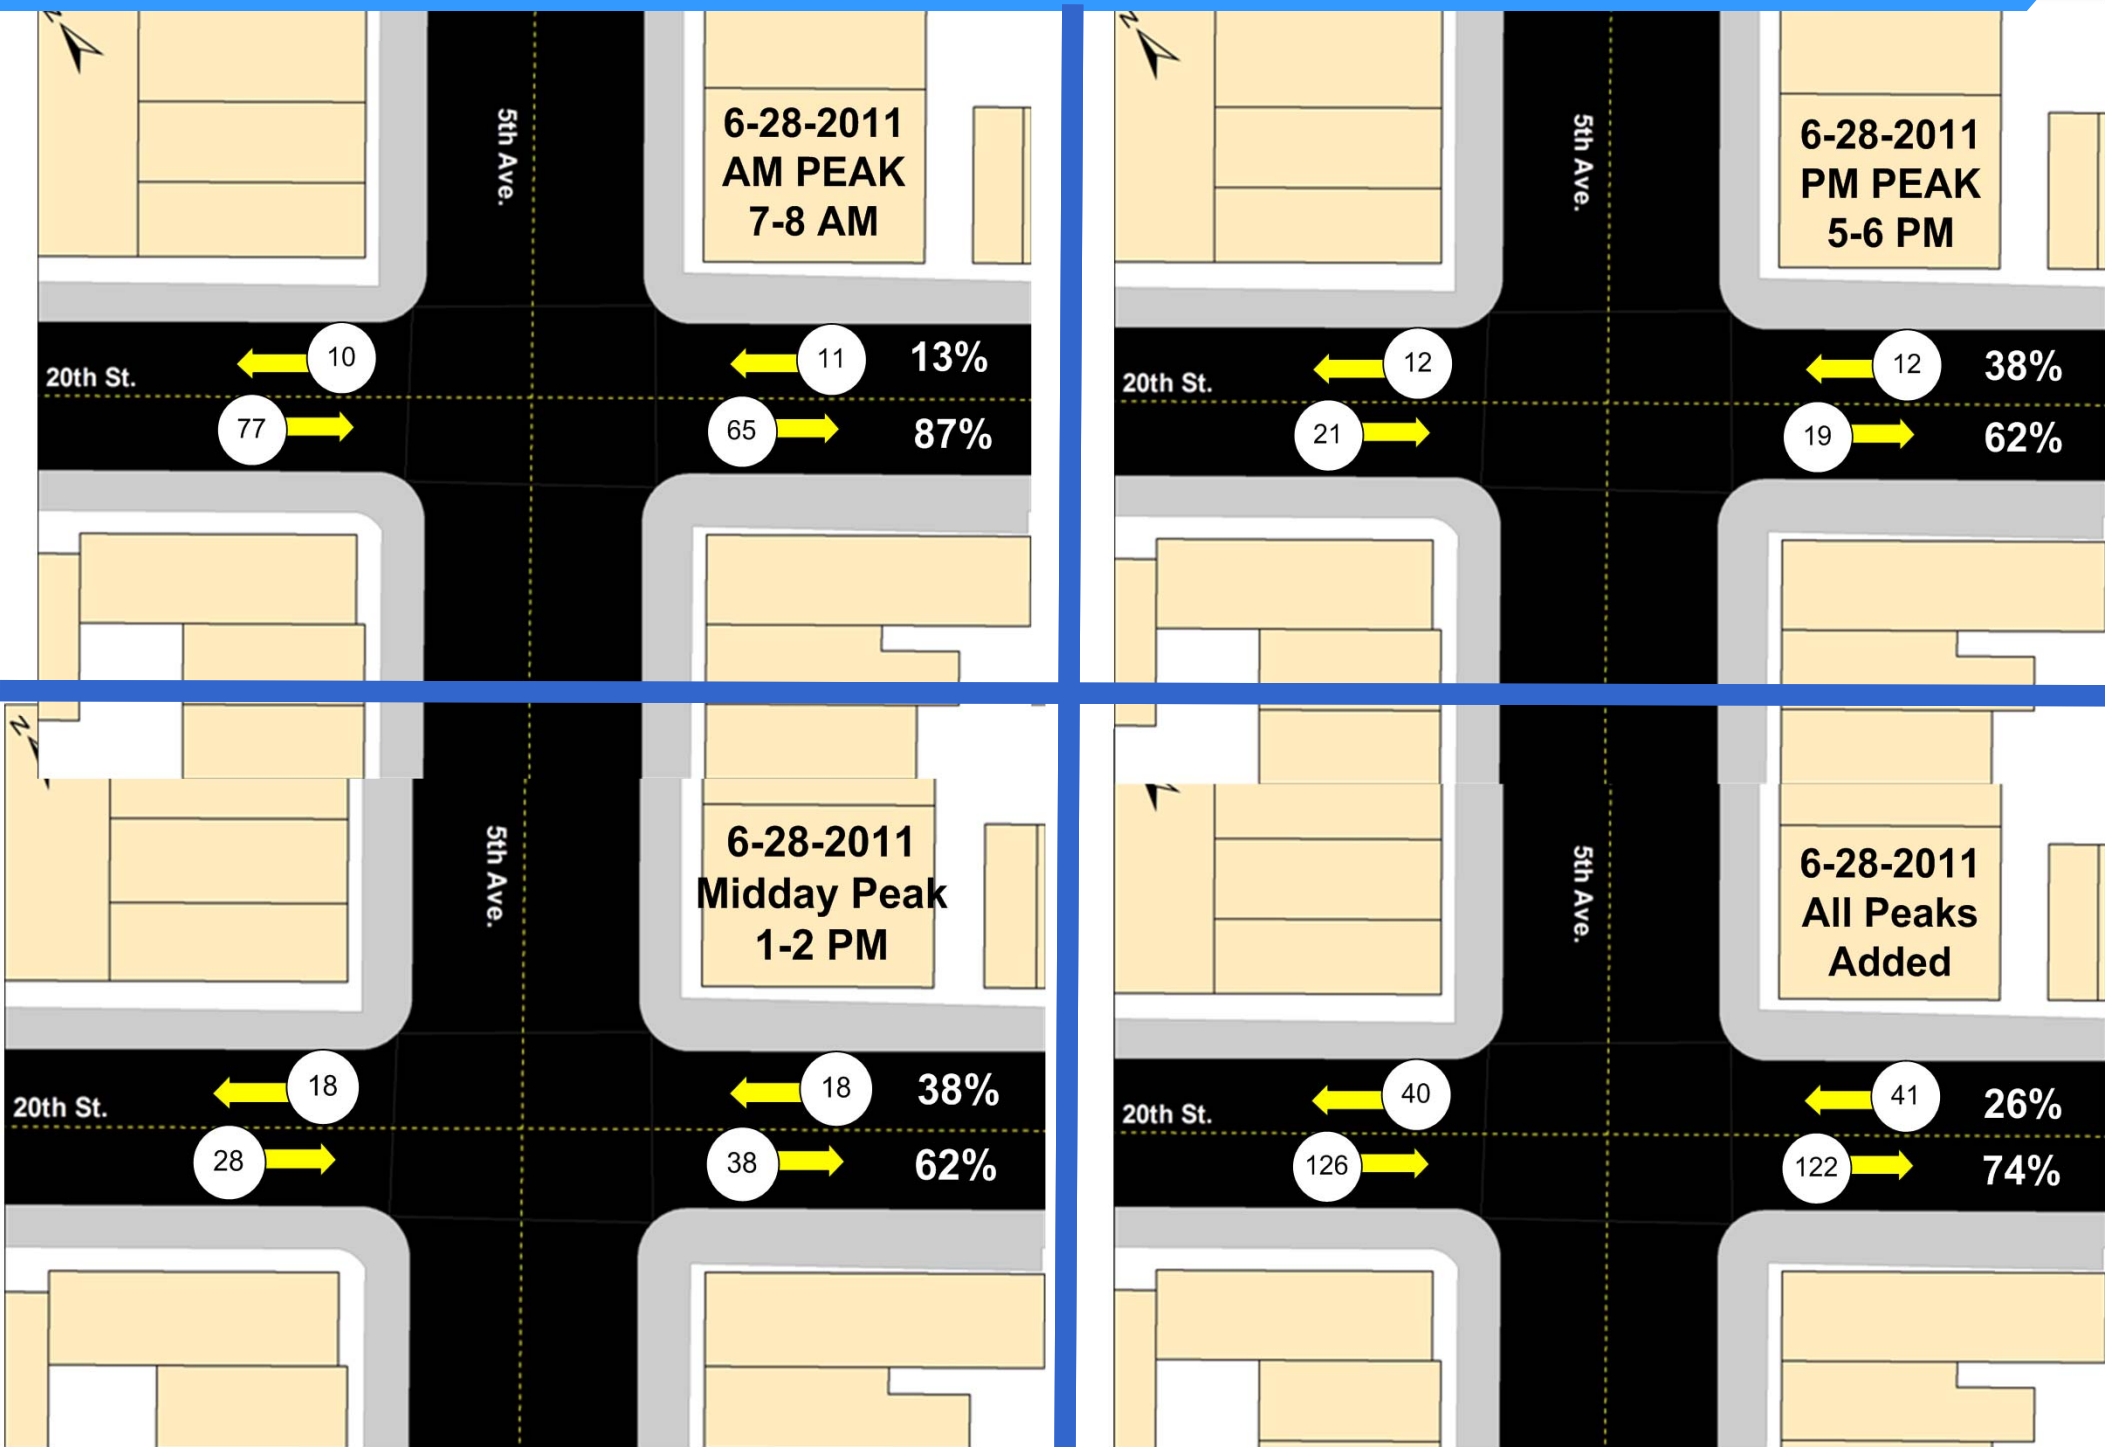 N
5th Ave.
6-28-2011
AM PEAK
7-8 AM
10
11
13%
20th St.
77
65
87%
N
5th Ave.
6-28-2011
PM PEAK
5-6 PM
12
12
38%
20th St.
21
19
62%
N
5th Ave.
6-28-2011
Midday Peak
1-2 PM
18
18
38%
20th St.
28
38
62%
5th Ave.
6-28-2011
All Peaks
Added
40
41
26%
20th St.
126
122
74%